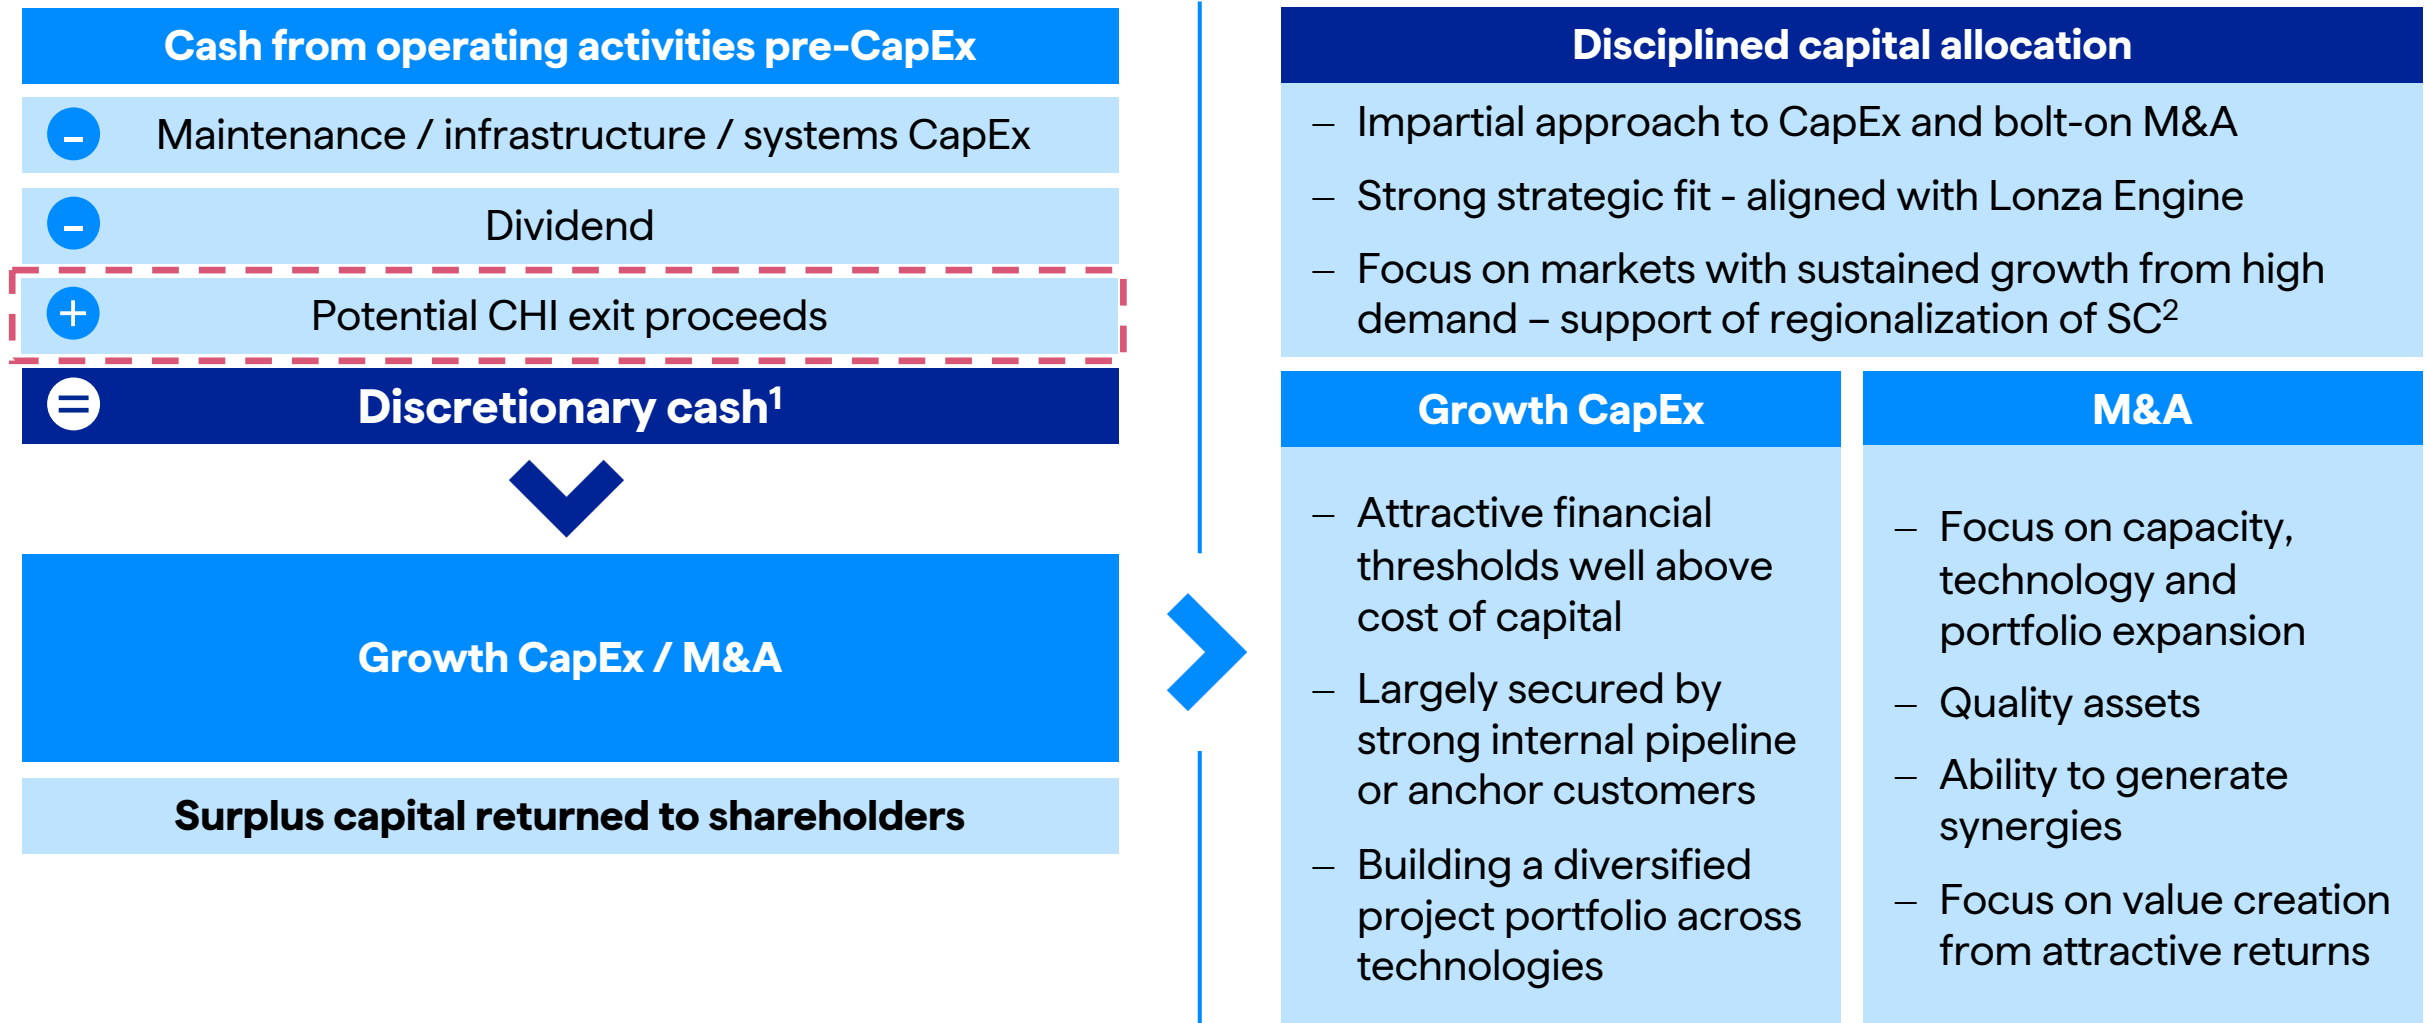 Cash from operating activities pre-CapEx
– Maintenance / infrastructure / systems CapEx
– Dividend
+ Potential CHI exit proceeds
= Discretionary cash¹
Growth CapEx / M&A
Surplus capital returned to shareholders
Disciplined capital allocation
– Impartial approach to CapEx and bolt-on M&A
– Strong strategic fit - aligned with Lonza Engine
– Focus on markets with sustained growth from high
demand – support of regionalization of SC²
Growth CapEx
– Attractive financial
thresholds well above
cost of capital
– Largely secured by
strong internal pipeline
or anchor customers
– Building a diversified
project portfolio across
technologies
M&A
– Focus on capacity,
technology and
portfolio expansion
– Quality assets
– Ability to generate
synergies
– Focus on value creation
from attractive returns